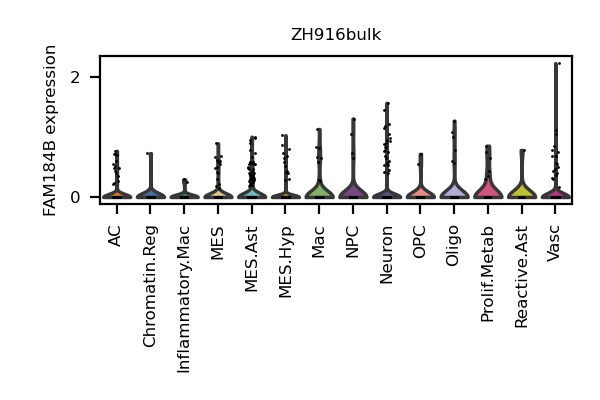 ZH916bulk
FAM184B expression
2
0
AC
Chromatin.Reg
Inflammatory.Mac
MES
MES.Ast
MES.Hyp
Mac
NPC
Neuron
OPC
Oligo
Prolif.Metab
Reactive.Ast
Vasc